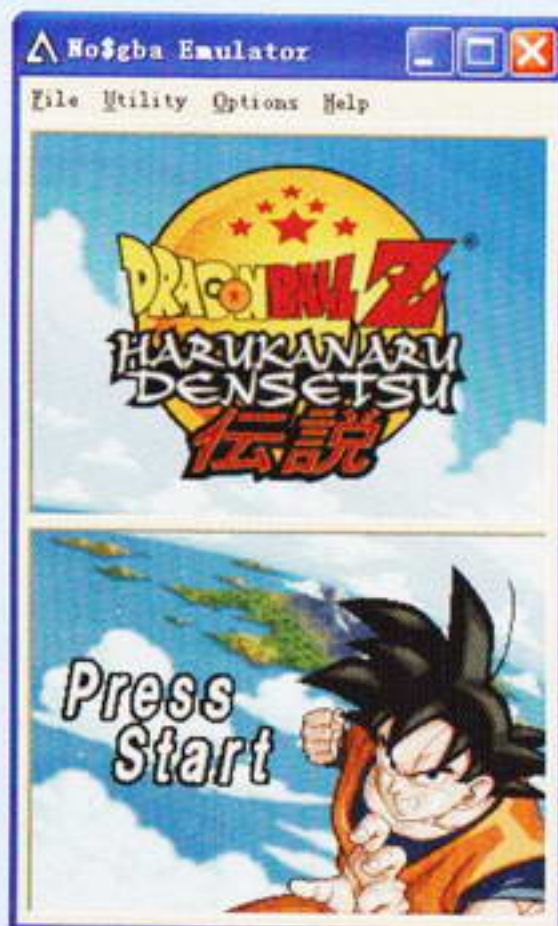 No$gba Emulator
File Utility Options Help
DRAGON BALL Z ®
HARUKANARU
DENSETSU
伝説
Press
Start